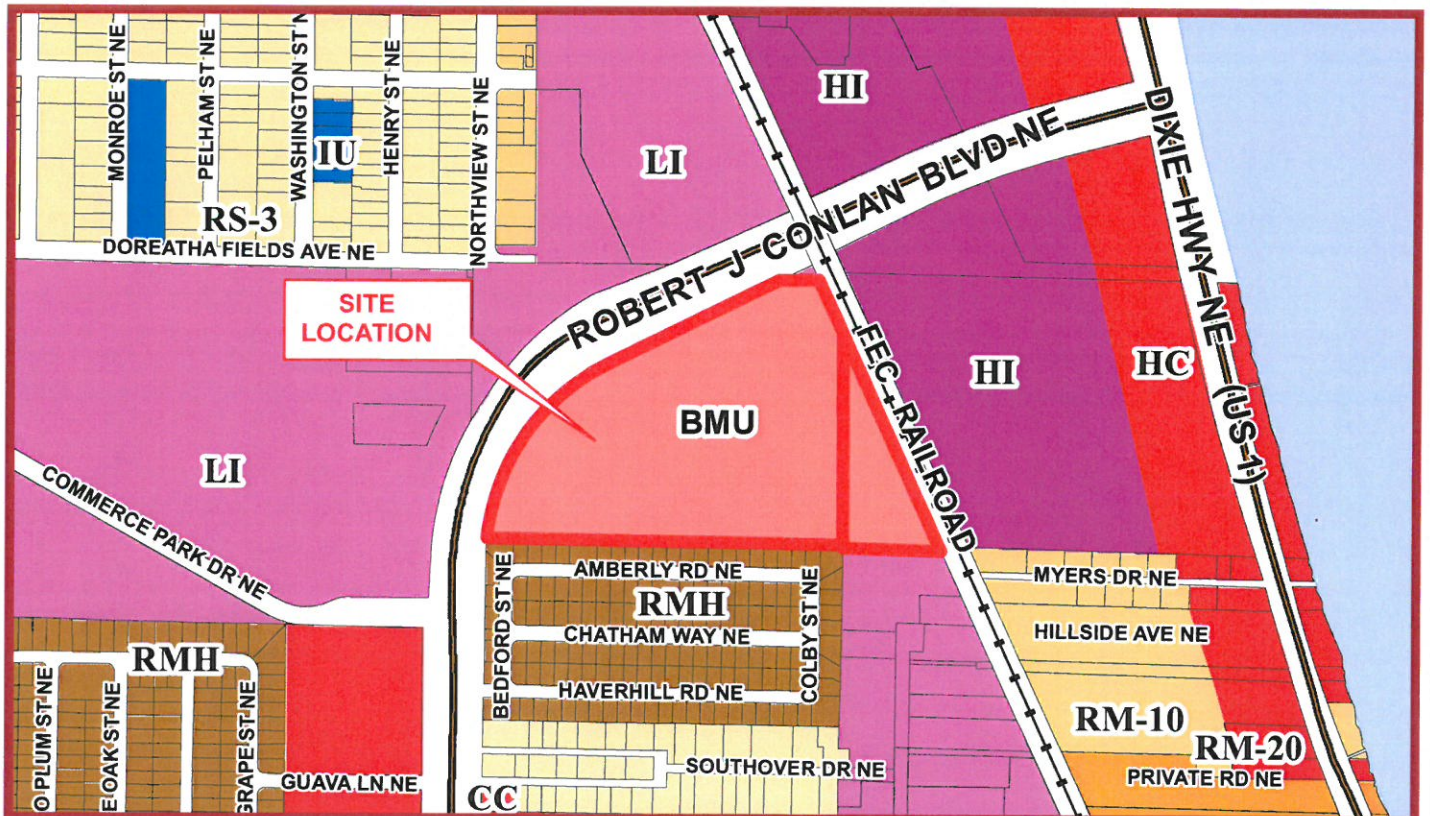 MONROE ST NE
PELHAM ST NE
WASHINGTON ST N
HENRY ST NE
NORTHVIEW ST NE
IU
RS-3
DOREATHA FIELDS AVE NE
LI
HI
ROBERT J CONLAN BLVD NE
DIXIE HWY NE (US 1)
SITE
LOCATION
BMU
FEC RAILROAD
HI
HC
LI
COMMERCE PARK DR NE
AMBERLY RD NE
RMH
CHATHAM WAY NE
HAVERHILL RD NE
BEDFORD ST NE
COLBY ST NE
MYERS DR NE
HILLSIDE AVE NE
RMH
O PLUM ST NE
E OAK ST NE
GRAPE ST NE
GUAVA LN NE
CC
SOUTHOVER DR NE
RM-10
RM-20
PRIVATE RD NE